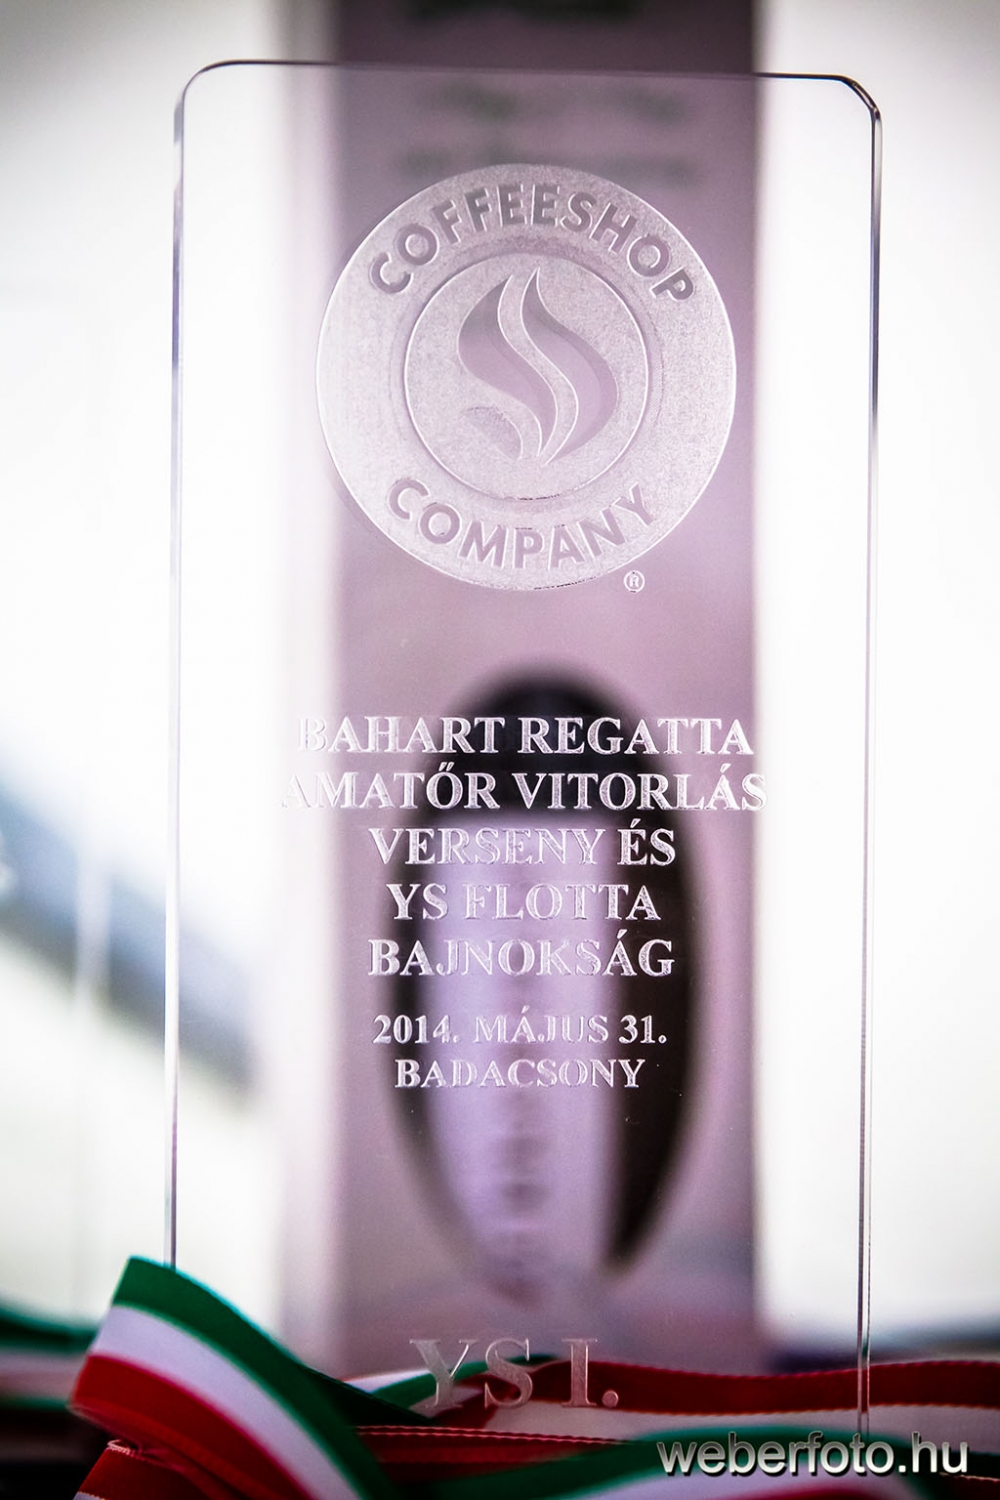 COFFEESHOP
COMPANY
®
BAHART REGATTA
AMATŐR VITORLÁS
VERSENY ÉS
YS FLOTTA
BAJNOKSÁG
2014. MÁJUS 31.
BADACSONY
YS I.
weberfoto.hu